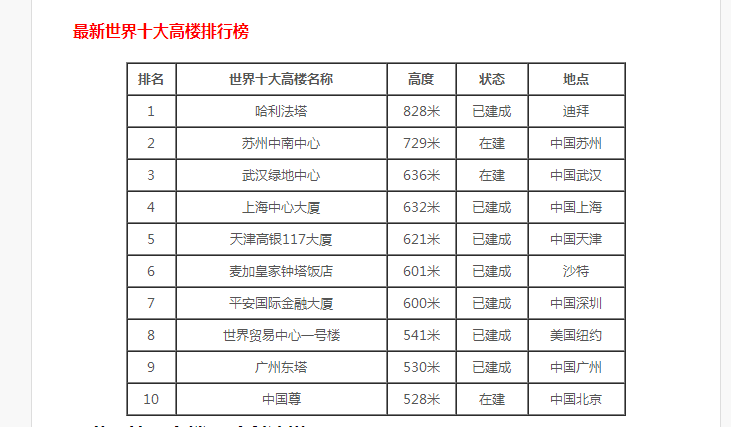 最新世界十大高楼排行榜
排名 世界十大高楼名称 高度 状态 地点
1 哈利法塔 828米 已建成 迪拜
2 苏州中南中心 729米 在建 中国苏州
3 武汉绿地中心 636米 在建 中国武汉
4 上海中心大厦 632米 已建成 中国上海
5 天津高银117大厦 621米 已建成 中国天津
6 麦加皇家钟塔饭店 601米 已建成 沙特
7 平安国际金融大厦 600米 已建成 中国深圳
8 世界贸易中心一号楼 541米 已建成 美国纽约
9 广州东塔 530米 已建成 中国广州
10 中国尊 528米 在建 中国北京